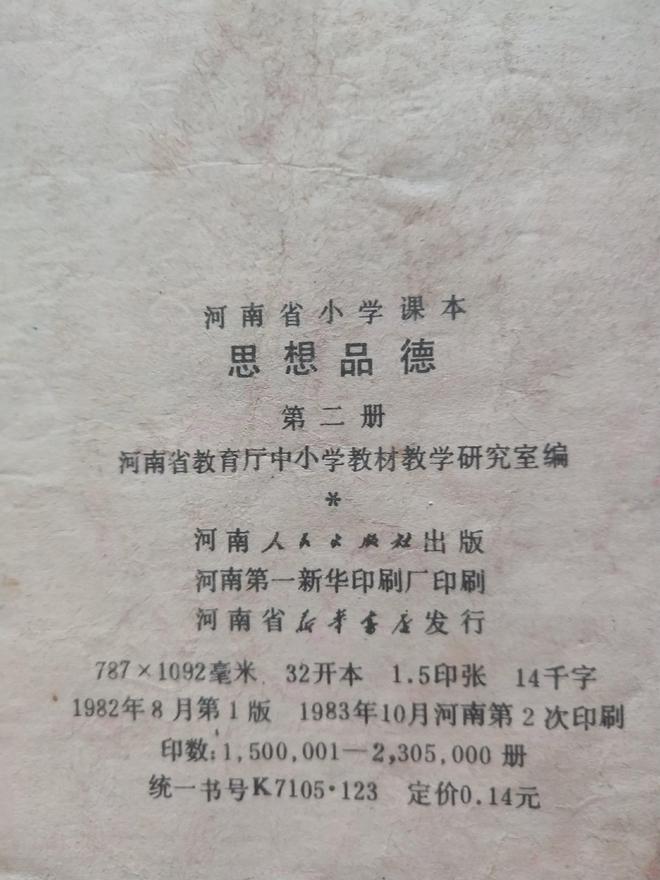 河南省小学课本
思想品德
第二册
河南省教育厅中小学教材教学研究室编
*
河南人民出版社出版
河南第一新华印刷厂印刷
河南省新华书店发行
787×1092毫米 32开本 1.5印张 14千字
1982年8月第1版 1983年10月河南第2次印刷
印数:1,500,001—2,305,000册
统一书号K7105·123 定价0.14元